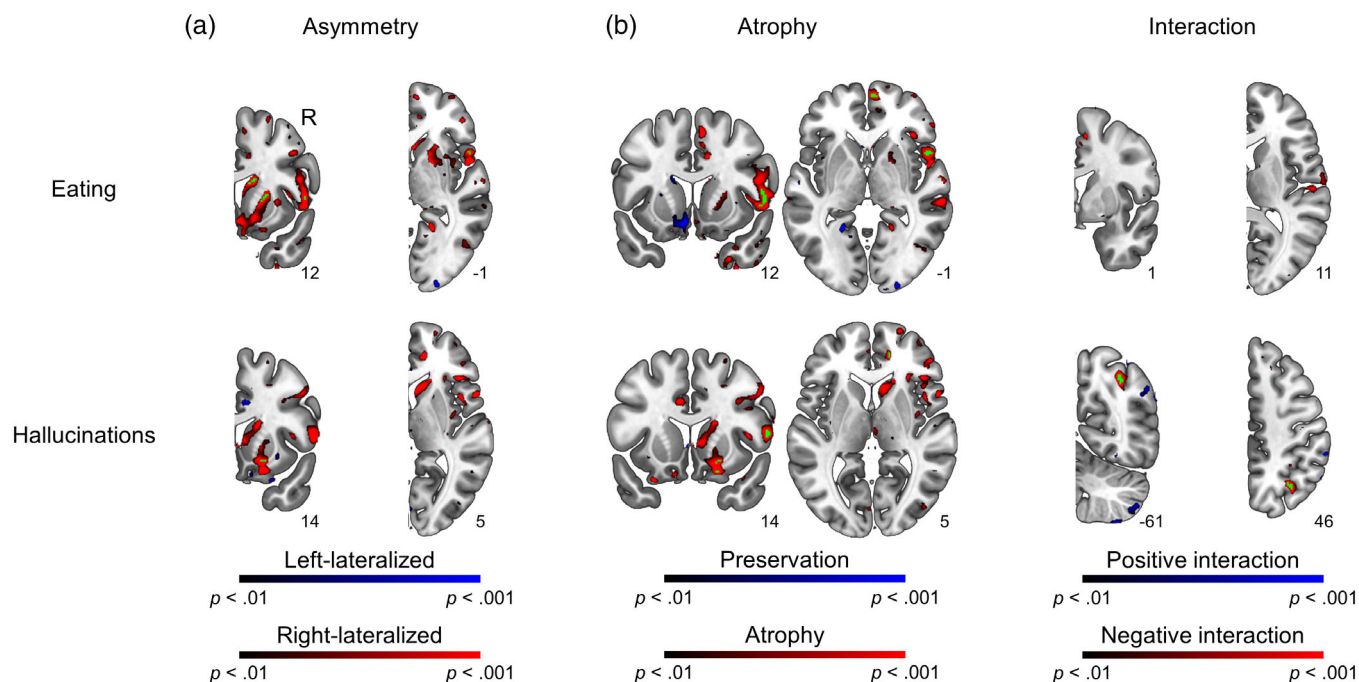 (a) Asymmetry (b) Atrophy Interaction
R
Eating
12 -1 12 -1 1 11
Hallucinations
14 5 14 5 -61 46
Left-lateralized Preservation Positive interaction
p < .01 p < .001 p < .01 p < .001 p < .01 p < .001
Right-lateralized Atrophy Negative interaction
p < .01 p < .001 p < .01 p < .001 p < .01 p < .001